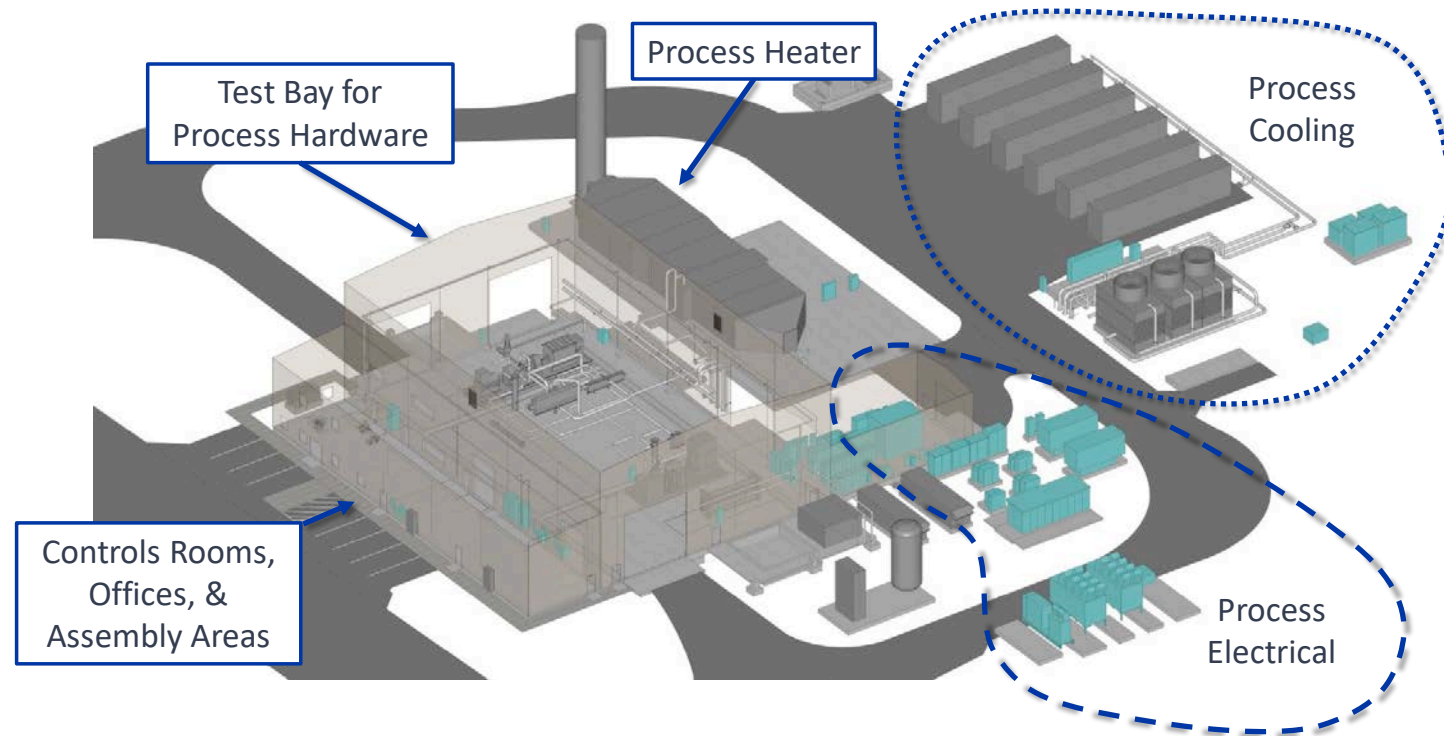 Process Heater
Test Bay for
Process Hardware
Process
Cooling
Controls Rooms,
Offices, &
Assembly Areas
Process
Electrical